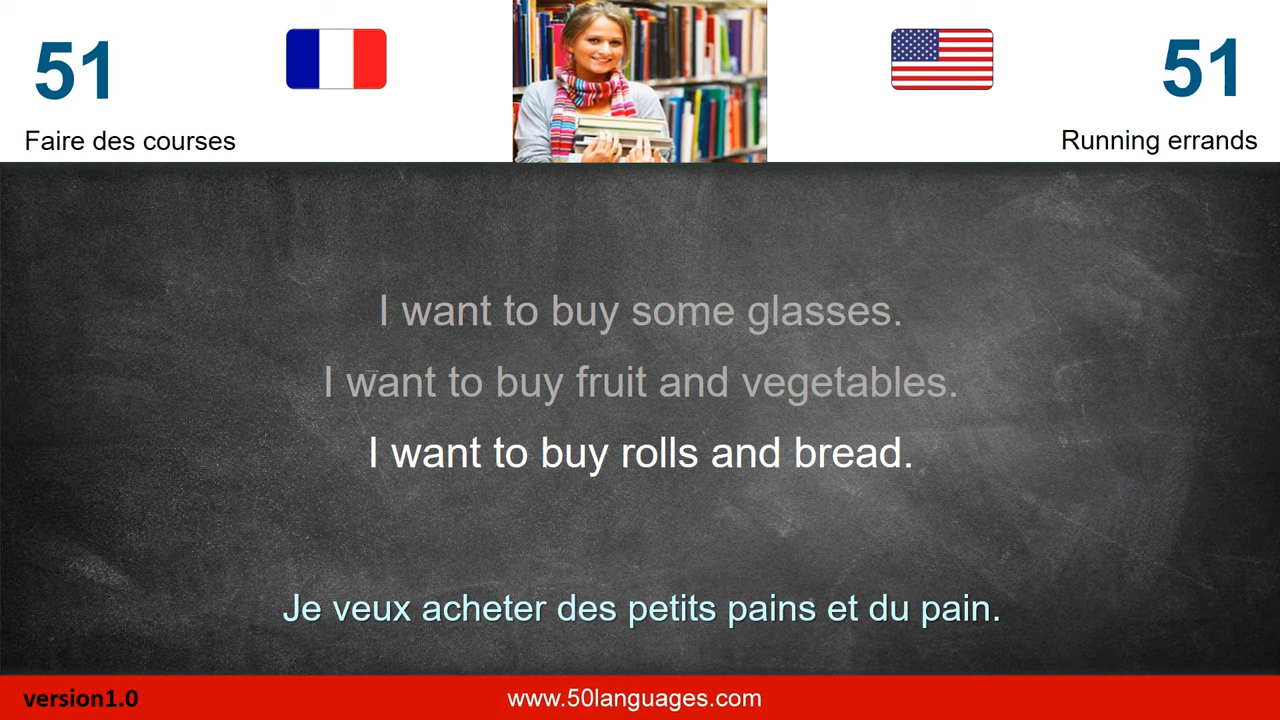 51
51
Faire des courses
Running errands
I want to buy some glasses.
I want to buy fruit and vegetables.
I want to buy rolls and bread.
Je veux acheter des petits pains et du pain.
version1.0
www.50languages.com